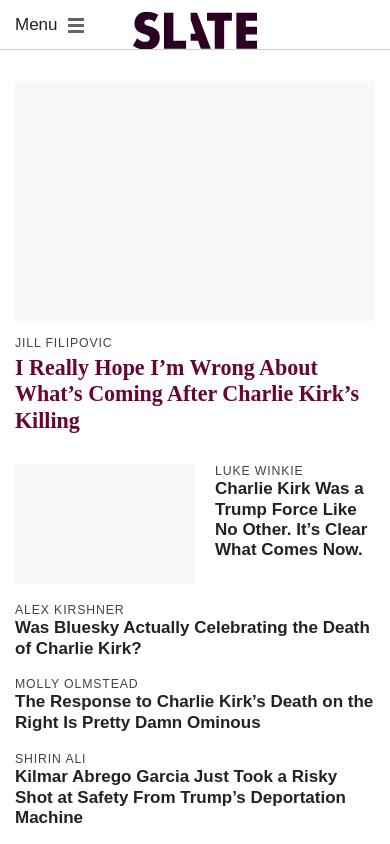 Menu
SLATE
JILL FILIPOVIC
I Really Hope I’m Wrong About
What’s Coming After Charlie Kirk’s
Killing
LUKE WINKIE
Charlie Kirk Was a
Trump Force Like
No Other. It’s Clear
What Comes Now.
ALEX KIRSHNER
Was Bluesky Actually Celebrating the Death
of Charlie Kirk?
MOLLY OLMSTEAD
The Response to Charlie Kirk’s Death on the
Right Is Pretty Damn Ominous
SHIRIN ALI
Kilmar Abrego Garcia Just Took a Risky
Shot at Safety From Trump’s Deportation
Machine